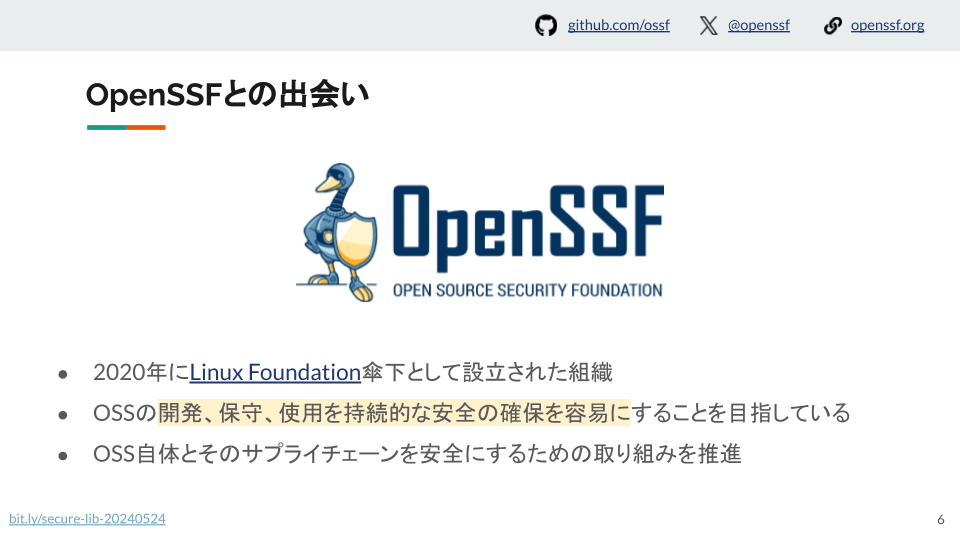 github.com/ossf
@openssf
openssf.org
OpenSSFとの出会い
OpenSSF
OPEN SOURCE SECURITY FOUNDATION
● 2020年にLinux Foundation傘下として設立された組織
● OSSの開発、保守、使用を持続的な安全の確保を容易にすることを目指している
● OSS自体とそのサプライチェーンを安全にするための取り組みを推進
bit.ly/secure-lib-20240524
6